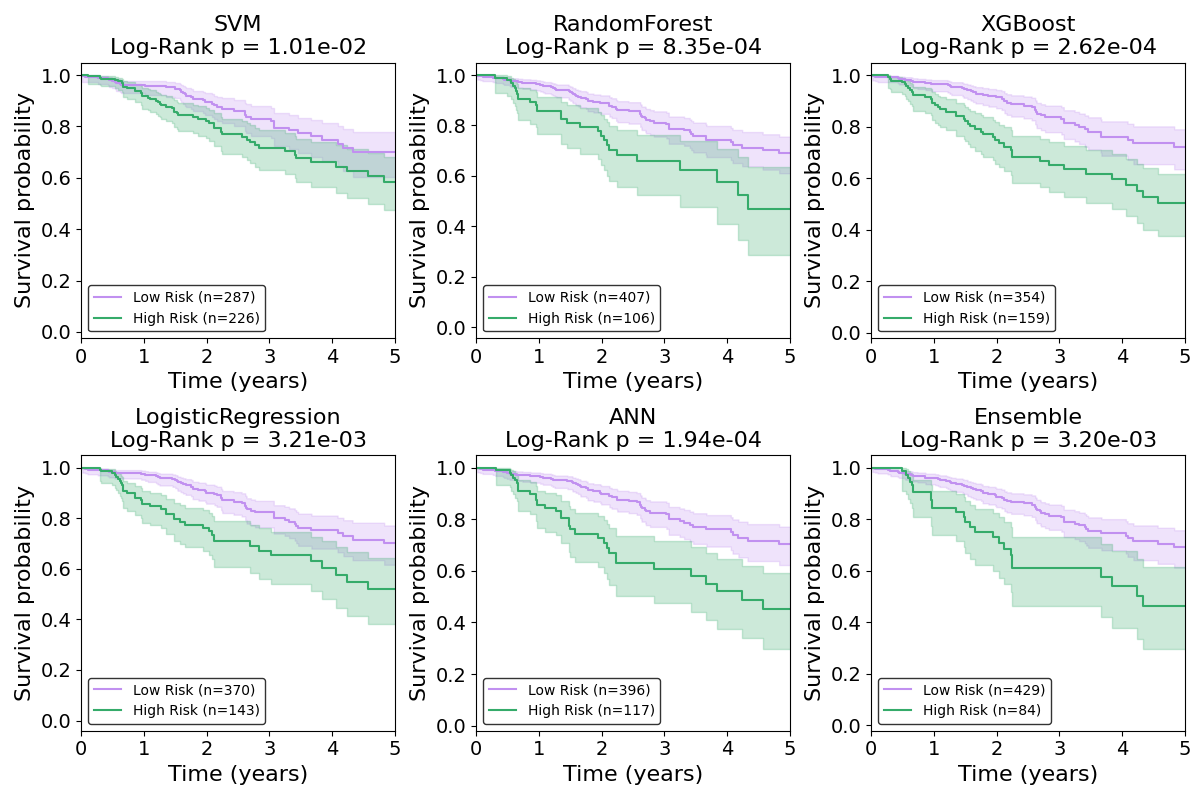 SVM
Log-Rank p = 1.01e-02
1.0
0.8
0.6
0.4
0.2
0.0
Survival probability
Low Risk (n=287)
High Risk (n=226)
0 1 2 3 4 5
Time (years)
RandomForest
Log-Rank p = 8.35e-04
1.0
0.8
0.6
0.4
0.2
0.0
Survival probability
Low Risk (n=407)
High Risk (n=106)
0 1 2 3 4 5
Time (years)
XGBoost
Log-Rank p = 2.62e-04
1.0
0.8
0.6
0.4
0.2
0.0
Survival probability
Low Risk (n=354)
High Risk (n=159)
0 1 2 3 4 5
Time (years)
LogisticRegression
Log-Rank p = 3.21e-03
1.0
0.8
0.6
0.4
0.2
0.0
Survival probability
Low Risk (n=370)
High Risk (n=143)
0 1 2 3 4 5
Time (years)
ANN
Log-Rank p = 1.94e-04
1.0
0.8
0.6
0.4
0.2
0.0
Survival probability
Low Risk (n=396)
High Risk (n=117)
0 1 2 3 4 5
Time (years)
Ensemble
Log-Rank p = 3.20e-03
1.0
0.8
0.6
0.4
0.2
0.0
Survival probability
Low Risk (n=429)
High Risk (n=84)
0 1 2 3 4 5
Time (years)